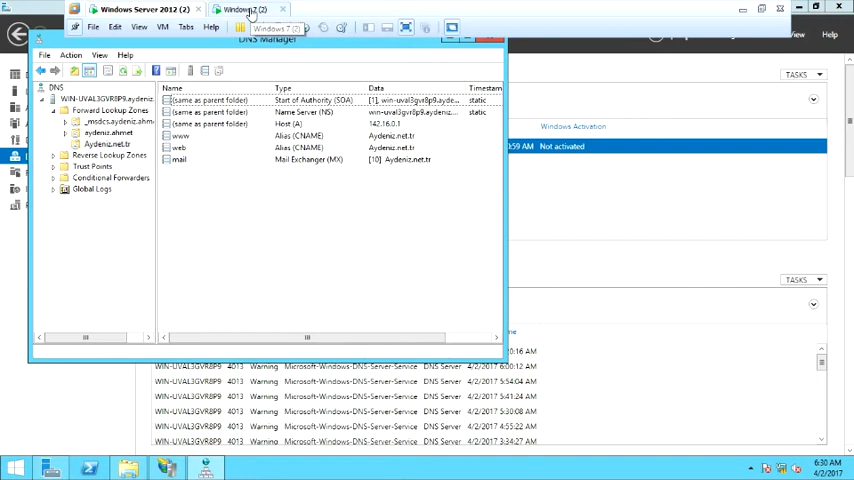 Windows Server 2012 (2) × Windows 7 (2) ×
File Edit View VM Tabs Help
Windows 7 (2)
DNS Manager
View Help
File Action View Help
TASKS
DNS
Name Type Data Timestam
WIN-UVAL3GVR8P9.aydeniz.
(same as parent folder) Start of Authority (SOA) [1], win-uval3gvr8p9.ayde... static
Forward Lookup Zones
(same as parent folder) Name Server (NS) win-uval3gvr8p9.aydeniz.... static
_msdcs.aydeniz.ahme
(same as parent folder) Host (A) 142.16.0.1
aydeniz.ahmet
www Alias (CNAME) Aydeniz.net.tr
Aydeniz.net.tr
web Alias (CNAME) Aydeniz.net.tr
Reverse Lookup Zones
mail Mail Exchanger (MX) [10] Aydeniz.net.tr
Trust Points
Conditional Forwarders
Global Logs
Windows Activation
0:59 AM Not activated
TASKS
WIN-UVAL3GVR8P9 4013 Warning Microsoft-Windows-DNS-Server-Service DNS Server 4/2/2017 6:00:12 AM
WIN-UVAL3GVR8P9 4013 Warning Microsoft-Windows-DNS-Server-Service DNS Server 4/2/2017 5:54:04 AM
WIN-UVAL3GVR8P9 4013 Warning Microsoft-Windows-DNS-Server-Service DNS Server 4/2/2017 5:41:24 AM
WIN-UVAL3GVR8P9 4013 Warning Microsoft-Windows-DNS-Server-Service DNS Server 4/2/2017 5:30:08 AM
WIN-UVAL3GVR8P9 4013 Warning Microsoft-Windows-DNS-Server-Service DNS Server 4/2/2017 4:55:22 AM
WIN-UVAL3GVR8P9 4013 Warning Microsoft-Windows-DNS-Server-Service DNS Server 4/2/2017 3:34:27 AM
6:30 AM
4/2/2017